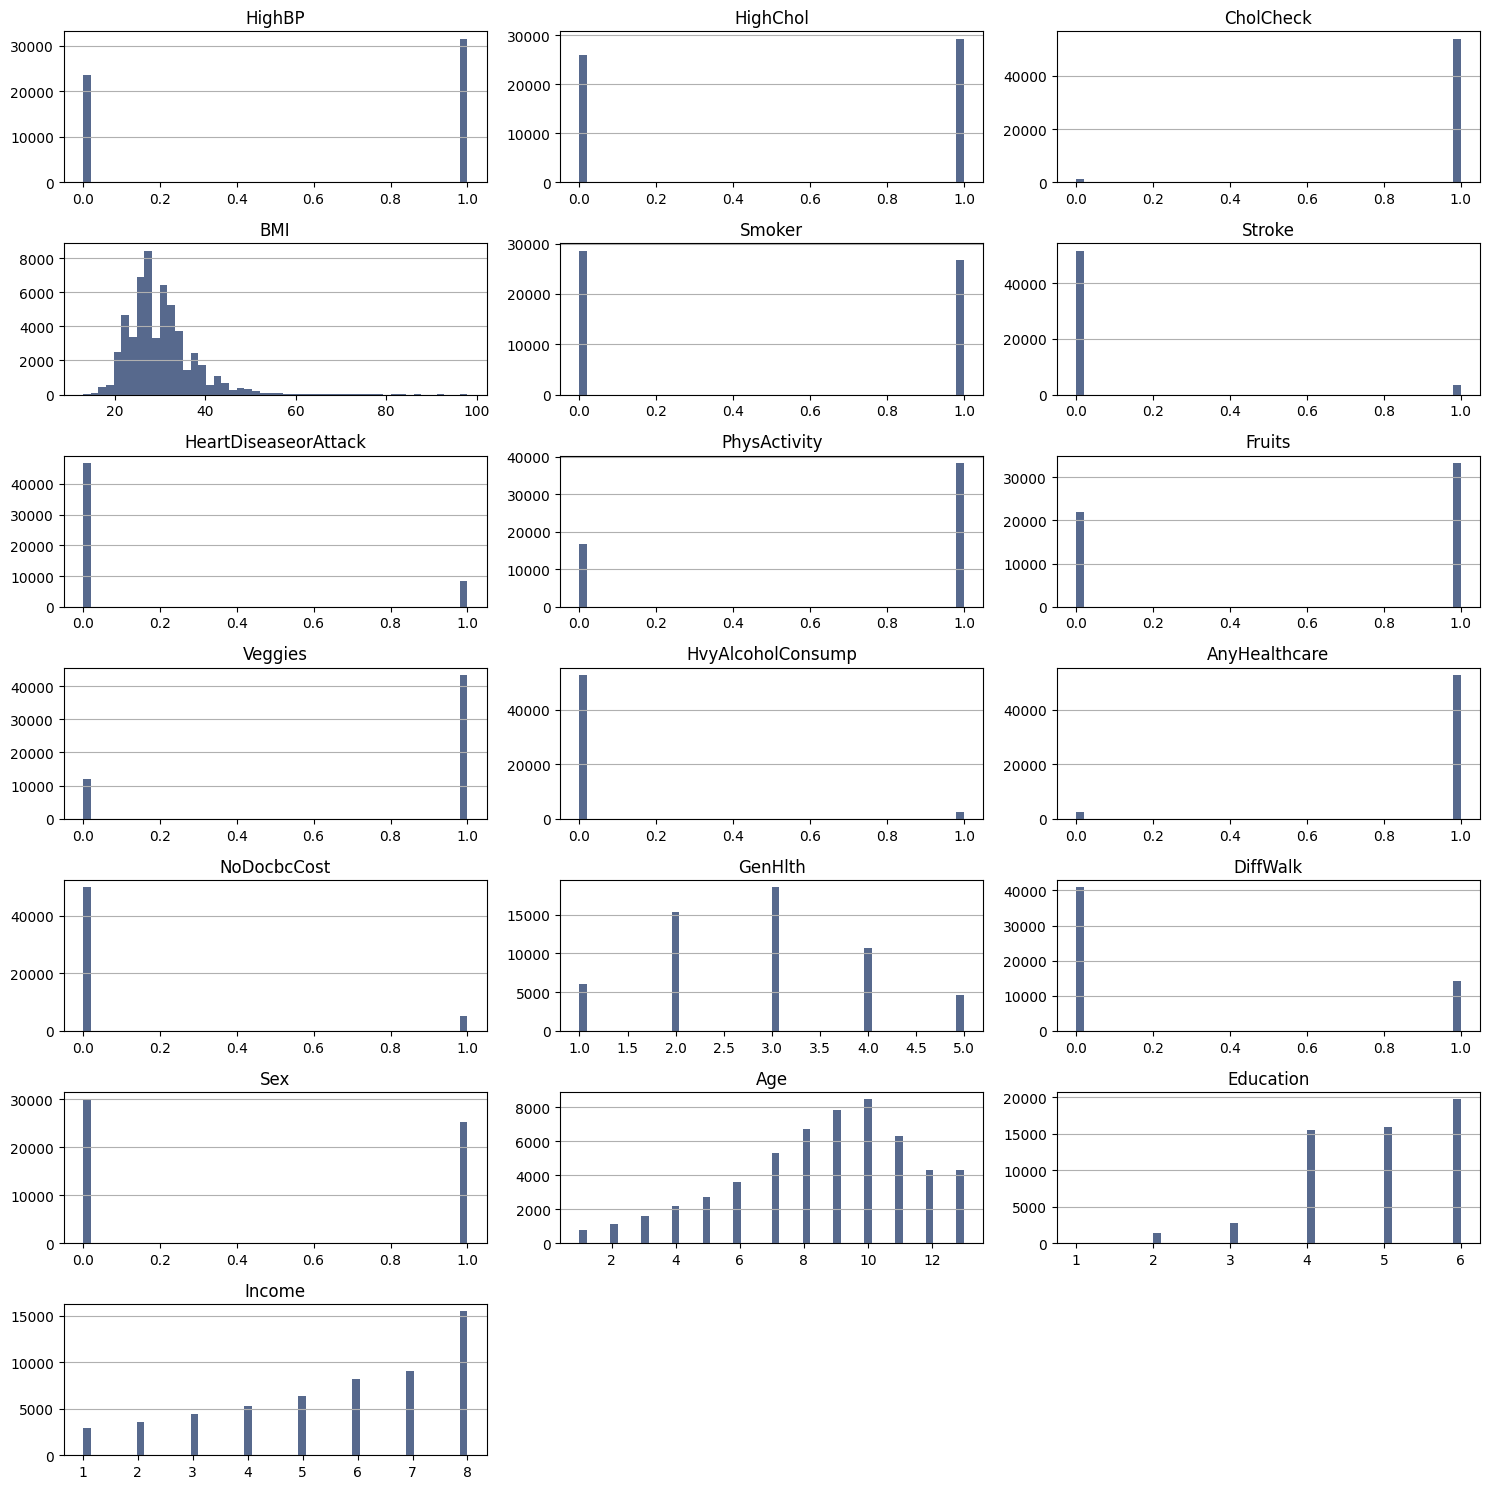 HighBP HighChol CholCheck
30000 30000 40000
20000 20000 20000
10000 10000 0
0 0
0.0 0.2 0.4 0.6 0.8 1.0 0.0 0.2 0.4 0.6 0.8 1.0 0.0 0.2 0.4 0.6 0.8 1.0
BMI Smoker Stroke
8000 30000 40000
6000 20000 20000
4000 10000 0
2000 0
0
20 40 60 80 100 0.0 0.2 0.4 0.6 0.8 1.0 0.0 0.2 0.4 0.6 0.8 1.0
HeartDiseaseorAttack PhysActivity Fruits
40000 40000 30000
30000 30000 20000
20000 20000 10000
10000 10000 0
0 0
0.0 0.2 0.4 0.6 0.8 1.0 0.0 0.2 0.4 0.6 0.8 1.0 0.0 0.2 0.4 0.6 0.8 1.0
Veggies HvyAlcoholConsump AnyHealthcare
40000 40000 40000
30000 20000 20000
20000 0 0
10000
0
0.0 0.2 0.4 0.6 0.8 1.0 0.0 0.2 0.4 0.6 0.8 1.0 0.0 0.2 0.4 0.6 0.8 1.0
NoDocbcCost GenHlth DiffWalk
40000 15000 40000
20000 10000 30000
0 5000 20000
0 10000
0
0.0 0.2 0.4 0.6 0.8 1.0 1.0 1.5 2.0 2.5 3.0 3.5 4.0 4.5 5.0 0.0 0.2 0.4 0.6 0.8 1.0
Sex Age Education
30000 8000 20000
20000 6000 15000
10000 4000 10000
0 2000 5000
0 0
0.0 0.2 0.4 0.6 0.8 1.0 2 4 6 8 10 12 1 2 3 4 5 6
Income
15000
10000
5000
0
1 2 3 4 5 6 7 8